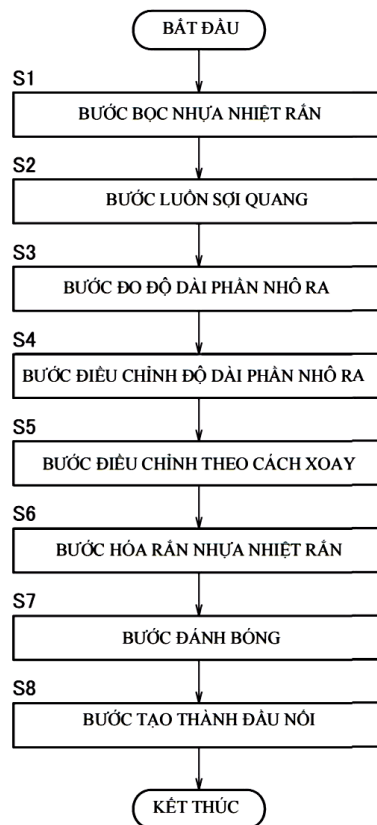 BẮT ĐẦU
S1
BƯỚC BỌC NHỰA NHIỆT RẮN
S2
BƯỚC LUỒN SỢI QUANG
S3
BƯỚC ĐO ĐỘ DÀI PHẦN NHÔ RA
S4
BƯỚC ĐIỀU CHỈNH ĐỘ DÀI PHẦN NHÔ RA
S5
BƯỚC ĐIỀU CHỈNH THEO CÁCH XOAY
S6
BƯỚC HÓA RẮN NHỰA NHIỆT RẮN
S7
BƯỚC ĐÁNH BÓNG
S8
BƯỚC TẠO THÀNH ĐẦU NỐI
KẾT THÚC